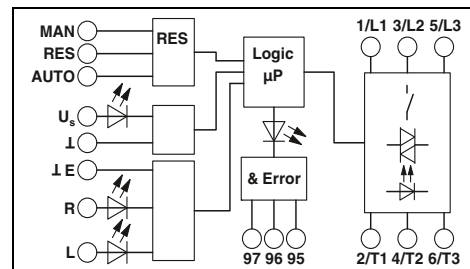 MAN
RES
AUTO
RES
Us
⊥
⊥ E
R
L
Logic
µP
& Error
97 96 95
1/L1 3/L2 5/L3
2/T1 4/T2 6/T3